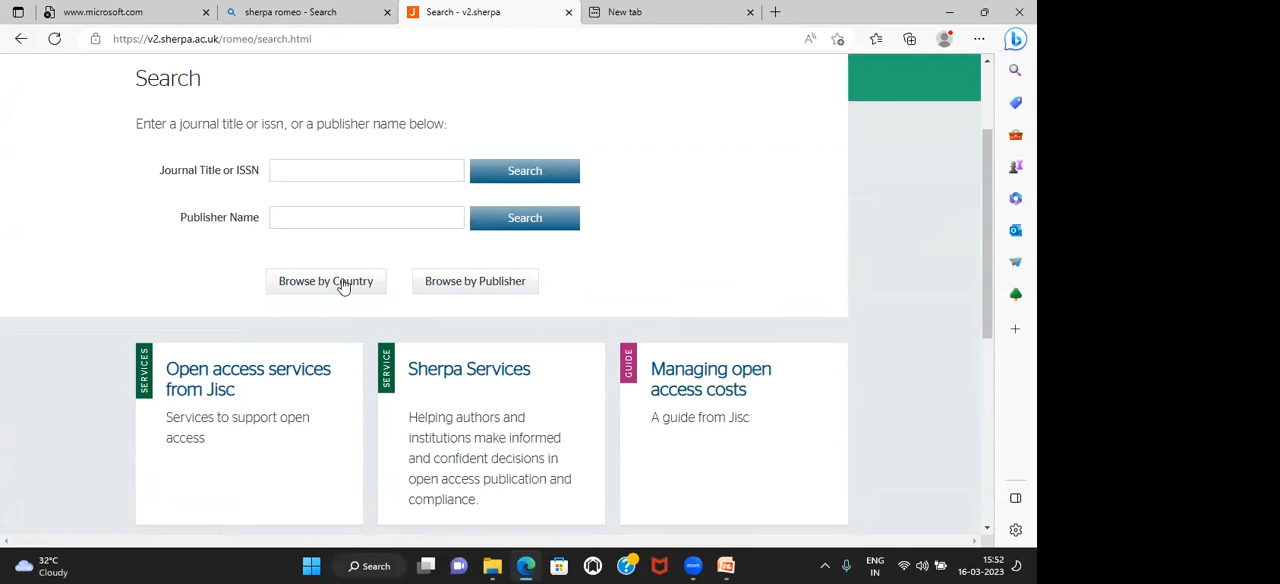 www.microsoft.com
sherpa romeo - Search
Search - v2.sherpa
New tab
https://v2.sherpa.ac.uk/romeo/search.html
Search
Enter a journal title or issn, or a publisher name below:
Journal Title or ISSN
Search
Publisher Name
Search
Browse by Country
Browse by Publisher
SERVICES
Open access services
from Jisc
Services to support open
access
SERVICE
Sherpa Services
Helping authors and
institutions make informed
and confident decisions in
open access publication and
compliance.
GUIDE
Managing open
access costs
A guide from Jisc
32°C
Cloudy
Search
ENG
IN
15:52
16-03-2023